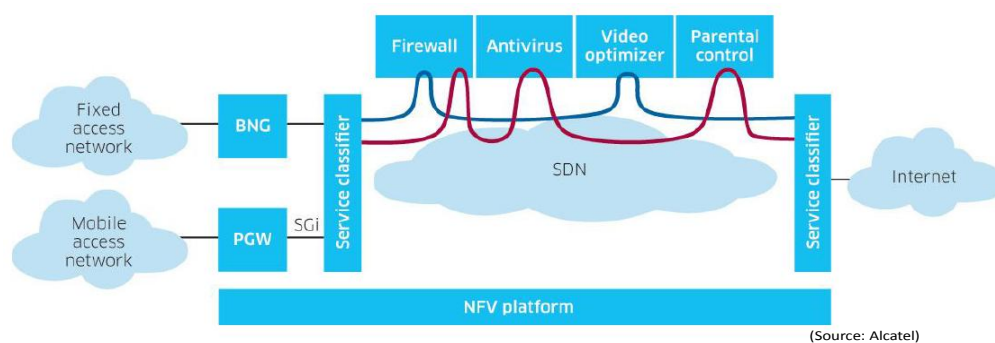 Firewall
Antivirus
Video
optimizer
Parental
control
Fixed
access
network
BNG
Service classifier
SDN
Service classifier
Internet
Mobile
access
network
PGW
SGi
NFV platform
(Source: Alcatel)